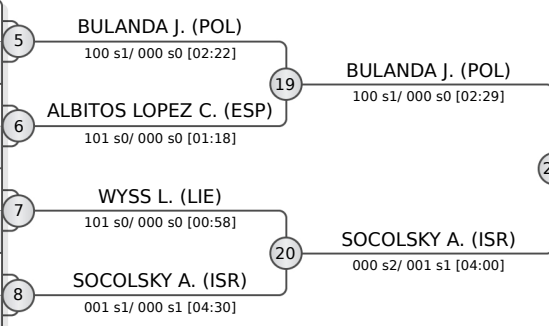 5
BULANDA J. (POL)
100 s1/ 000 s0 [02:22]
19
BULANDA J. (POL)
100 s1/ 000 s0 [02:29]
6
ALBITOS LOPEZ C. (ESP)
101 s0/ 000 s0 [01:18]
7
WYSS L. (LIE)
101 s0/ 000 s0 [00:58]
20
SOCOLSKY A. (ISR)
000 s2/ 001 s1 [04:00]
8
SOCOLSKY A. (ISR)
001 s1/ 000 s1 [04:30]